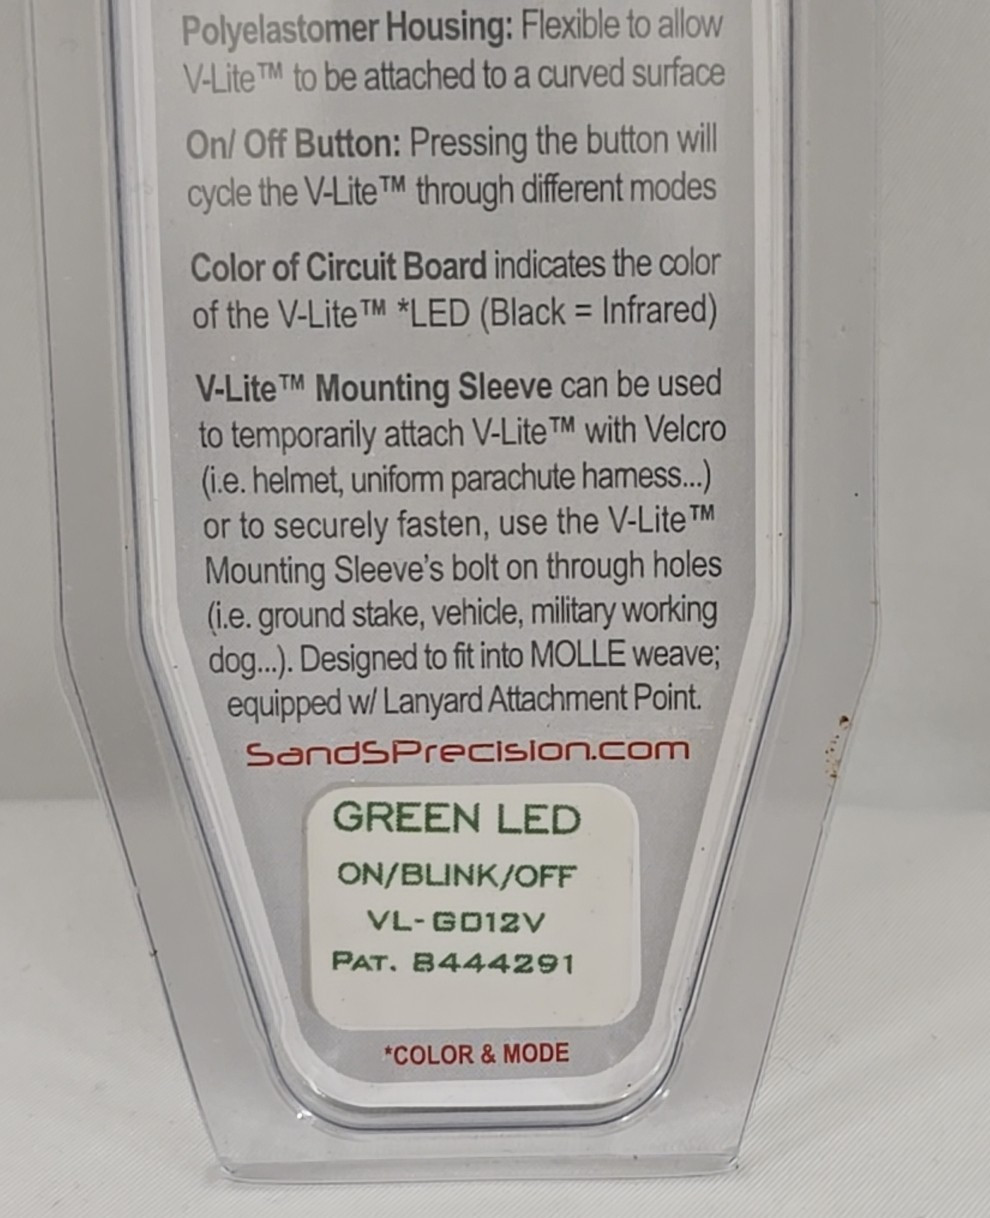 Polyelastomer Housing: Flexible to allow
V-Lite™ to be attached to a curved surface
On/ Off Button: Pressing the button will
cycle the V-Lite™ through different modes
Color of Circuit Board indicates the color
of the V-Lite™ *LED (Black = Infrared)
V-Lite™ Mounting Sleeve can be used
to temporarily attach V-Lite™ with Velcro
(i.e. helmet, uniform parachute harness...)
or to securely fasten, use the V-Lite™
Mounting Sleeve's bolt on through holes
(i.e. ground stake, vehicle, military working
dog...). Designed to fit into MOLLE weave;
equipped w/ Lanyard Attachment Point.
SandSPrecision.com
GREEN LED
ON/BLINK/OFF
VL-GD12V
PAT. 8444291
*COLOR & MODE